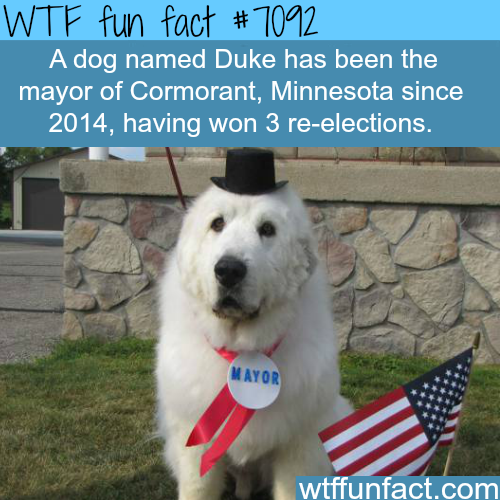 WTF fun fact #7092
A dog named Duke has been the
mayor of Cormorant, Minnesota since
2014, having won 3 re-elections.
MAYOR
wtffunfact.com